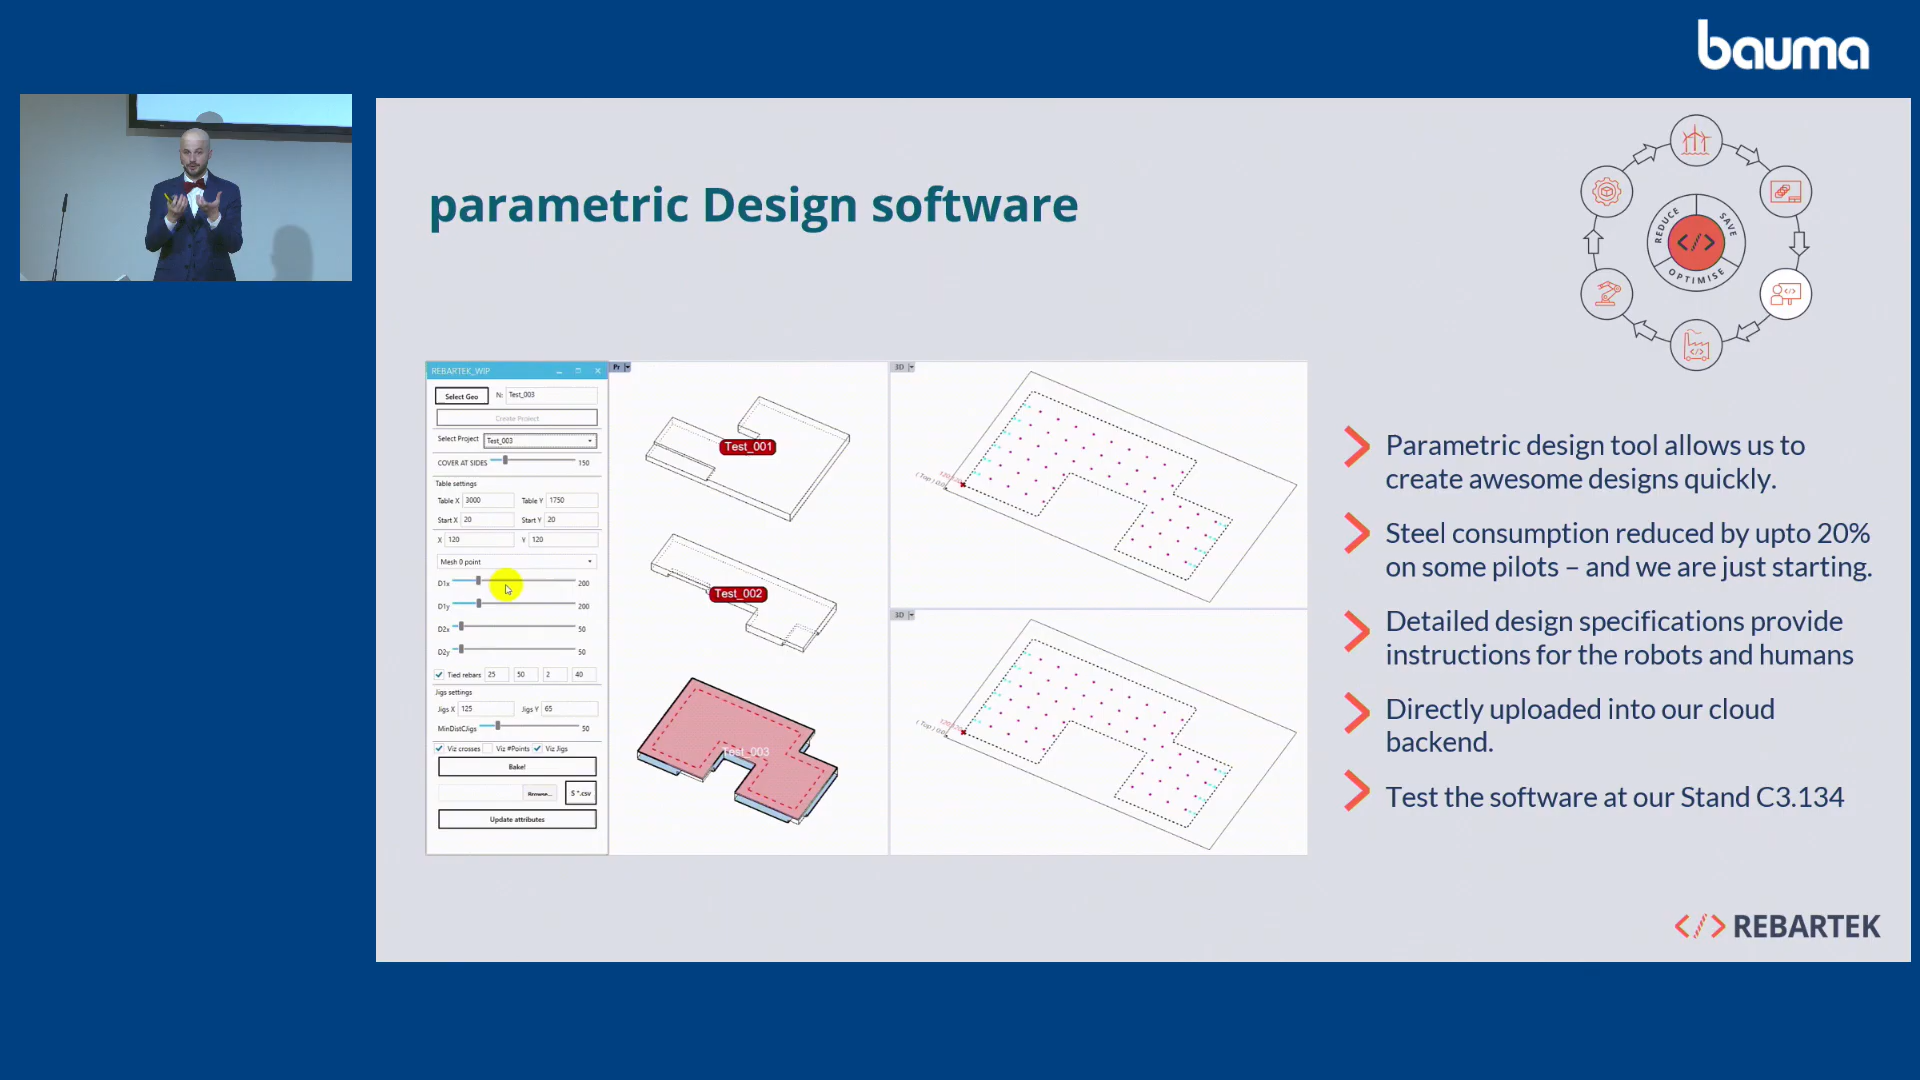 bauma
parametric Design software
REDUCE
SAVE
OPTIMISE
</>
REBARTEK_WIP
Select Geo N: Test_003
Create Project
Select Project Test_003
COVER AT SIDES 150
Table settings
Table X 3000 Table Y 1750
Start X 20 Start Y 20
X 120 Y 120
Mesh 0 point
D1x 200
D1y 200
D2x 50
D2y 50
Tied rebars 25 50 2 40
Jigs settings
Jigs X 125 Jigs Y 65
MinDistCJigs 50
Viz crosses Viz #Points Viz Jigs
Bake!
Browse... S *.csv
Update attributes
Pr
Test_001
Test_002
Test_003
3D
3D
Parametric design tool allows us to
create awesome designs quickly.
Steel consumption reduced by upto 20%
on some pilots – and we are just starting.
Detailed design specifications provide
instructions for the robots and humans
Directly uploaded into our cloud
backend.
Test the software at our Stand C3.134
</> REBARTEK